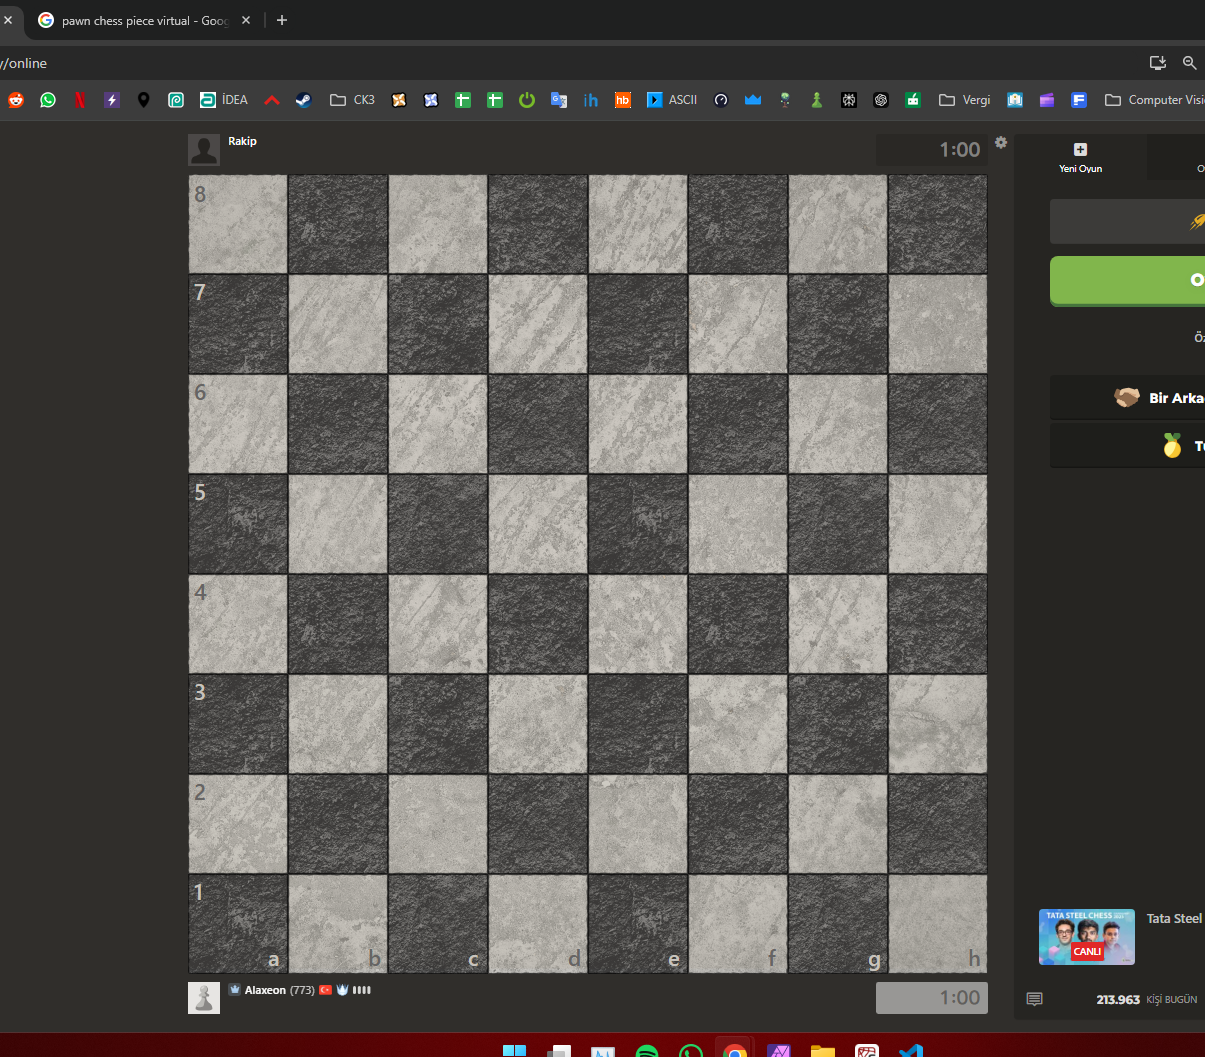 pawn chess piece virtual - Goo
y/online
İDEA
CK3
ih
hb
ASCII
Vergi
Computer Visi
Rakip
1:00
Yeni Oyun
8
7
6
Bir Arka
5
4
3
2
1
a b c d e f g h
TATA STEEL CHESS
CANLI
Tata Steel
Alaxeon (773)
1:00
213.963 KİŞİ BUGÜN